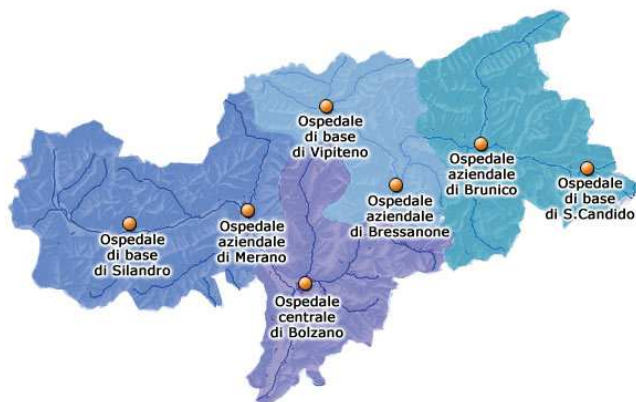 Ospedale
di base
di Vipiteno
Ospedale
aziendale
di Brunico
Ospedale
di base
di S.Candido
Ospedale
aziendale
di Bressanone
Ospedale
aziendale
di Merano
Ospedale
di base
di Silandro
Ospedale
centrale
di Bolzano